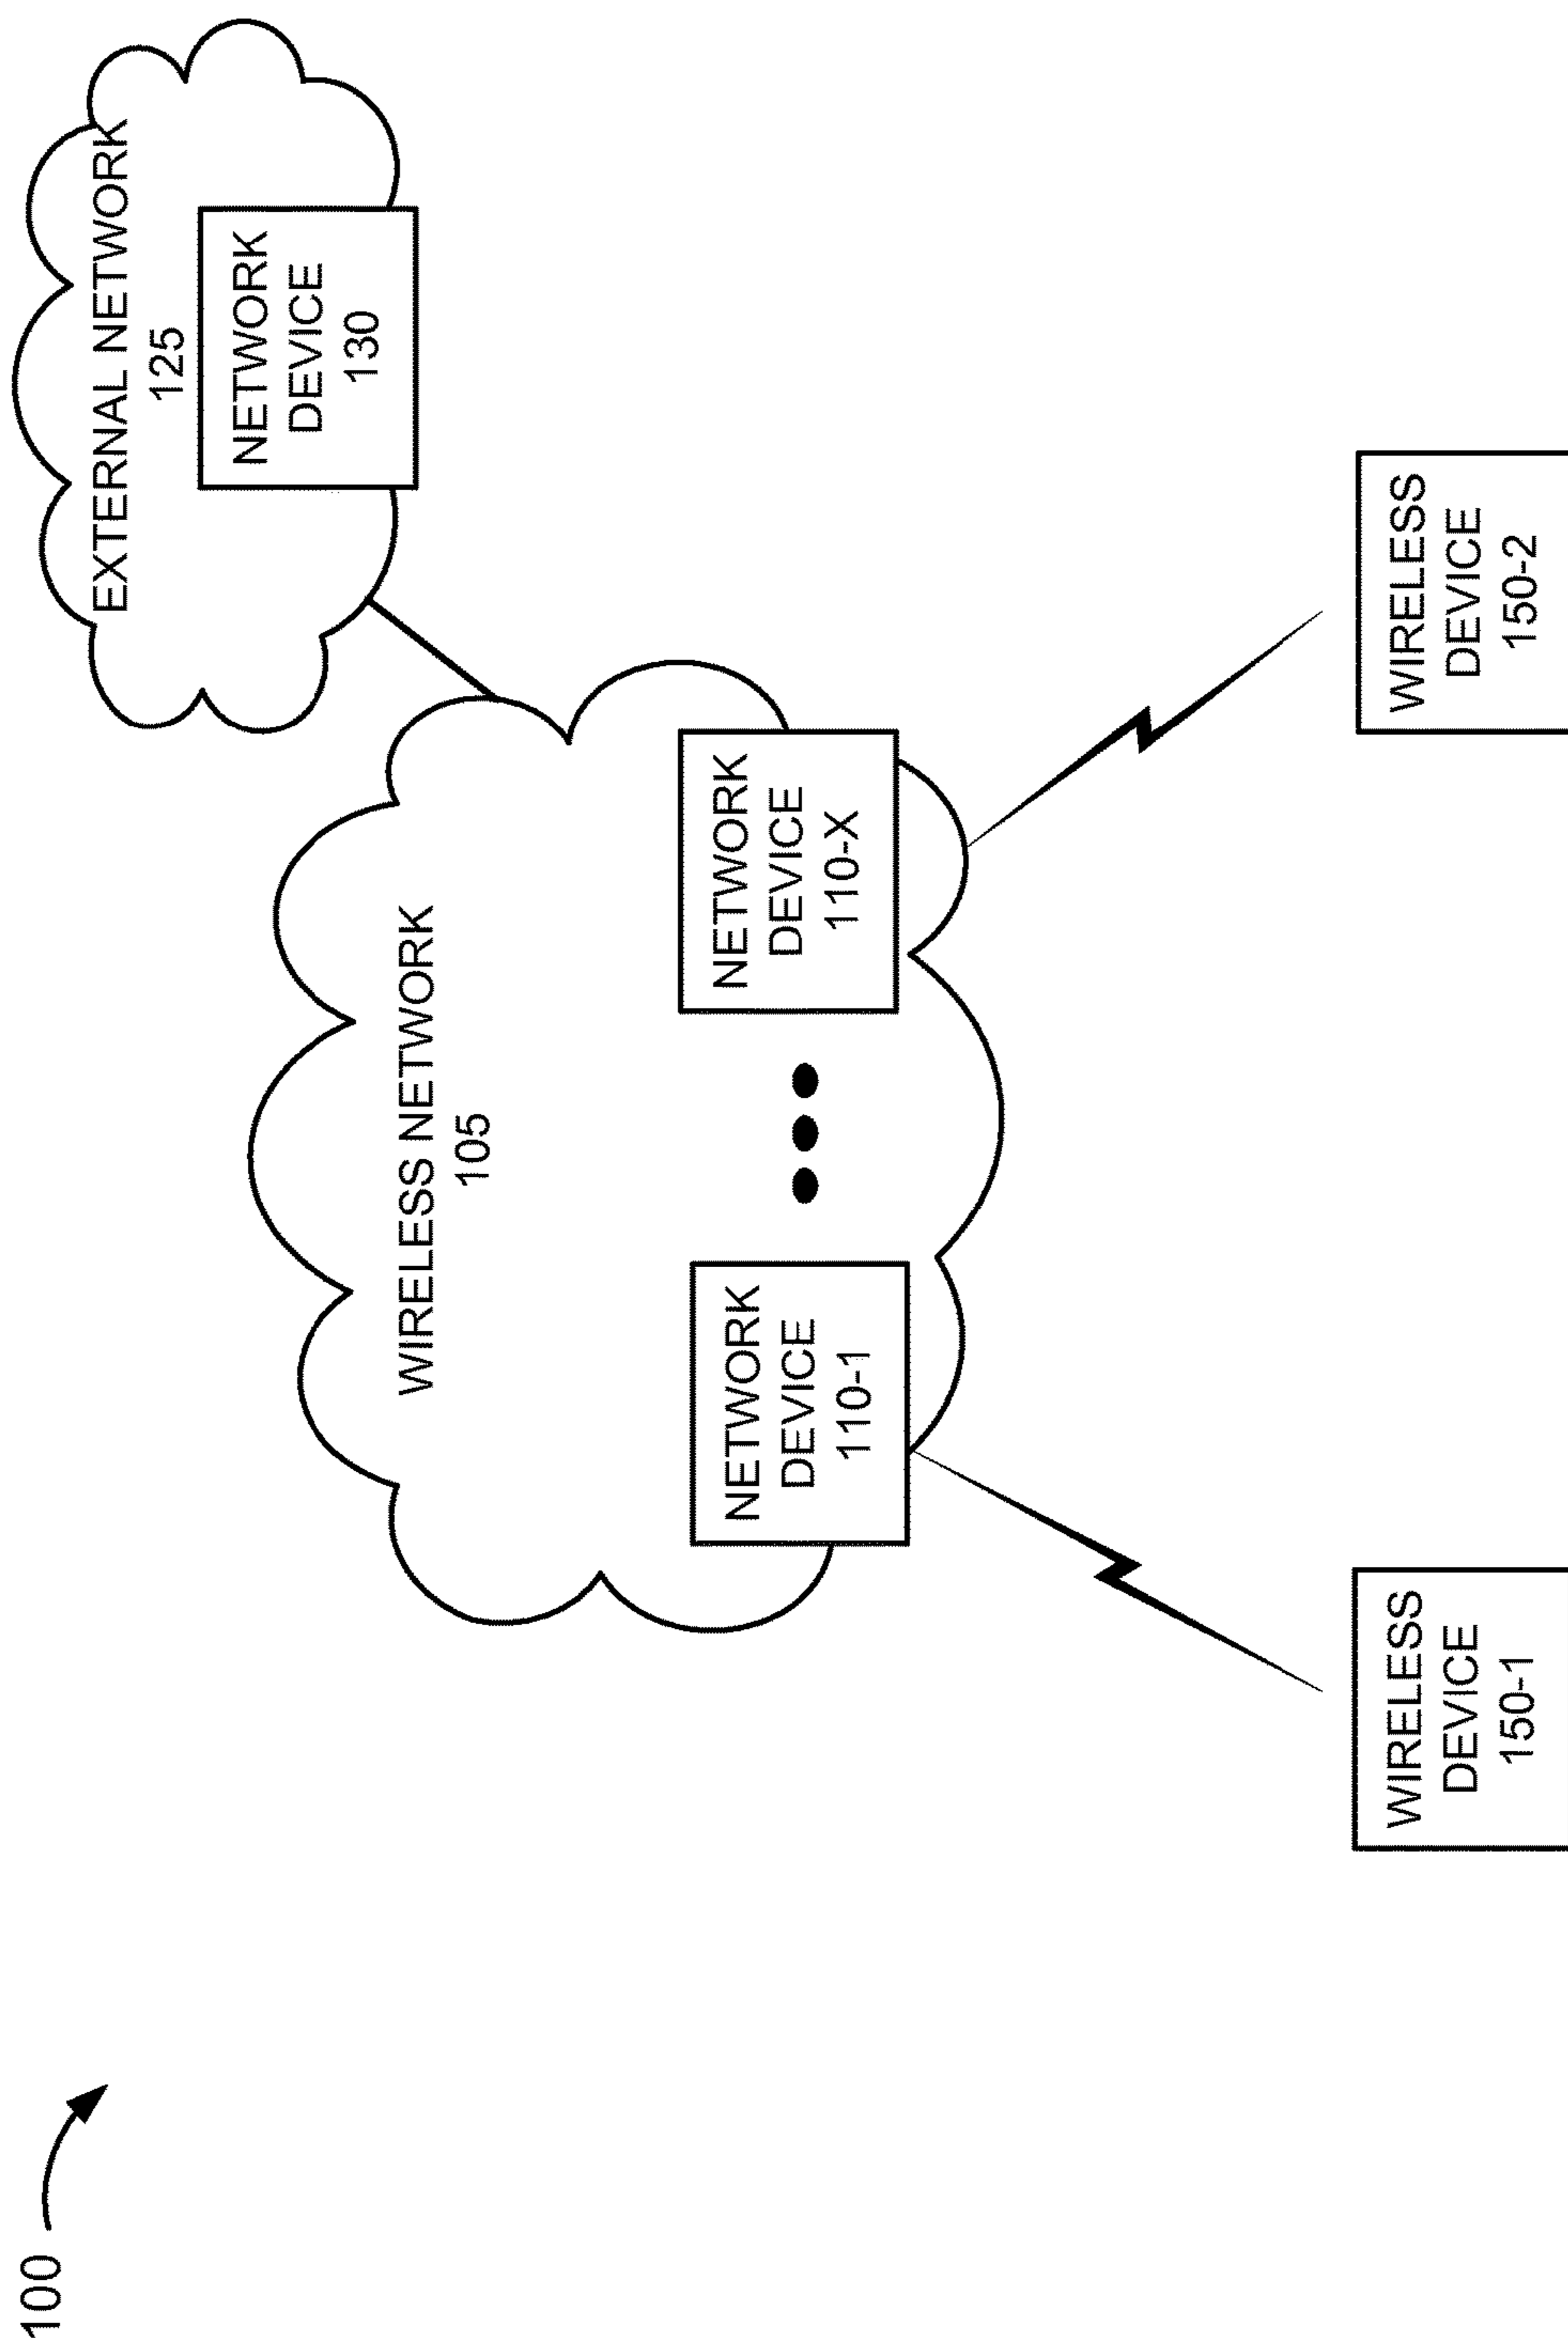 100
EXTERNAL NETWORK
125
NETWORK
DEVICE
130
WIRELESS NETWORK
105
NETWORK
DEVICE
110-1
NETWORK
DEVICE
110-X
WIRELESS
DEVICE
150-1
WIRELESS
DEVICE
150-2